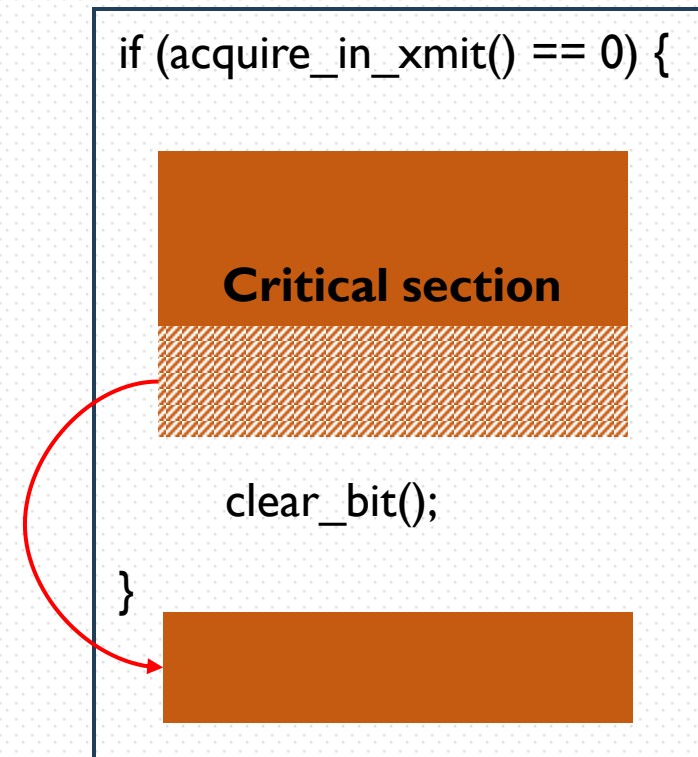 if (acquire_in_xmit() == 0) {
Critical section
clear_bit();
}